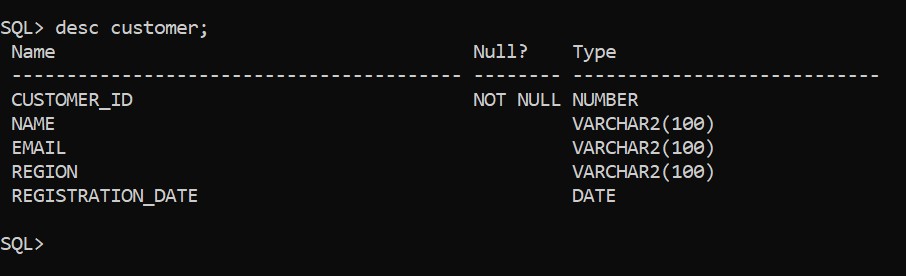 SQL> desc customer;
Name Null? Type
----------------------------------------- -------- ----------------------------
CUSTOMER_ID NOT NULL NUMBER
NAME VARCHAR2(100)
EMAIL VARCHAR2(100)
REGION VARCHAR2(100)
REGISTRATION_DATE DATE
SQL>